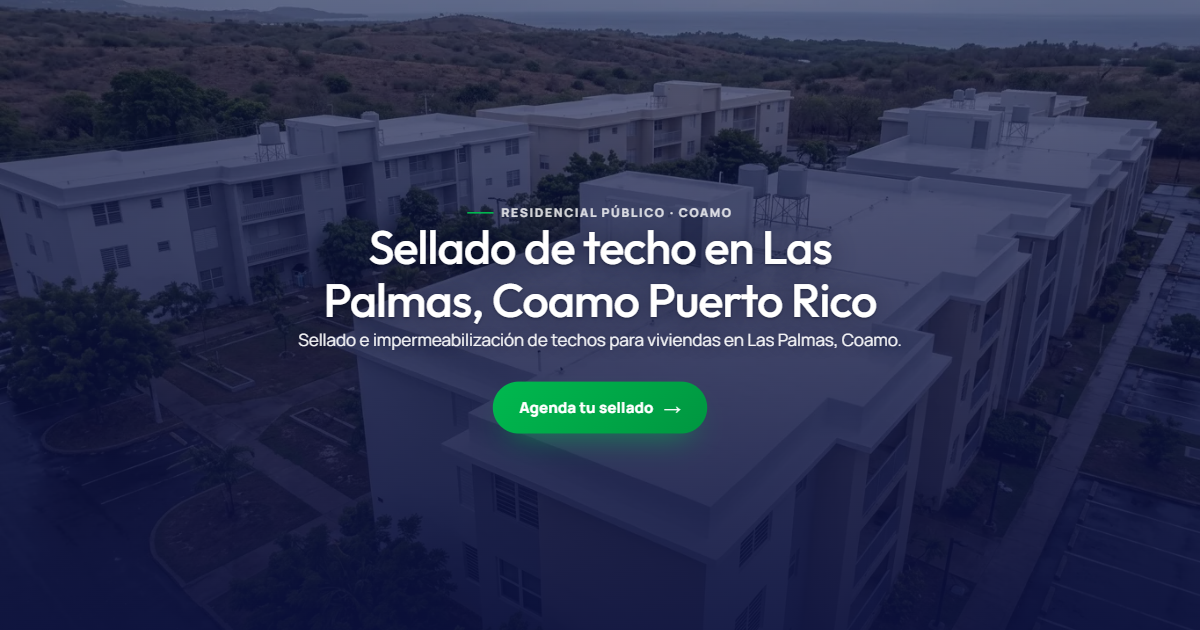 RESIDENCIAL PÚBLICO · COAMO
Sellado de techo en Las
Palmas, Coamo Puerto Rico
Sellado e impermeabilización de techos para viviendas en Las Palmas, Coamo.
Agenda tu sellado →